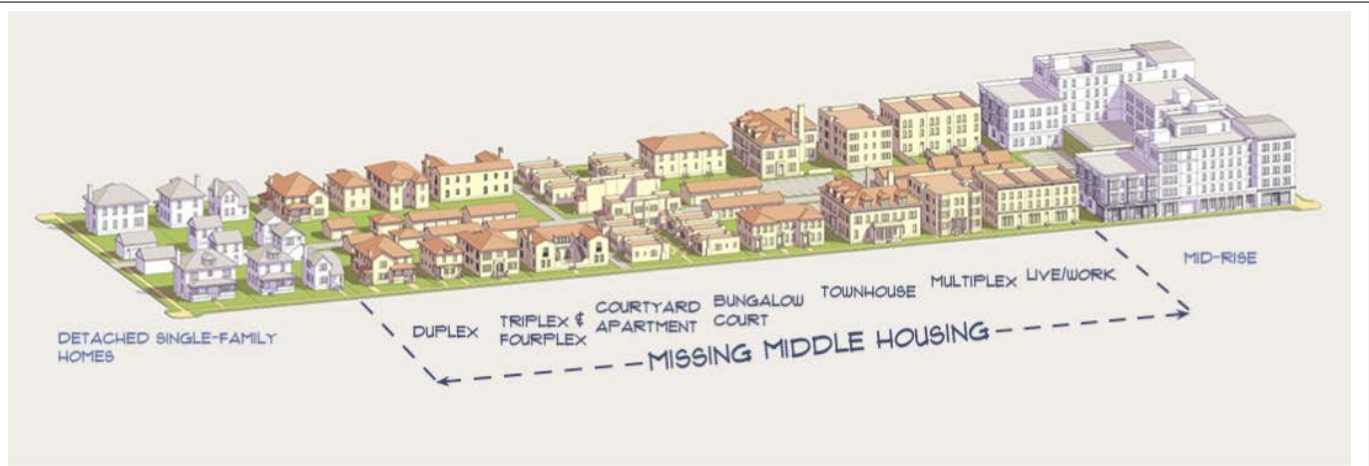 DETACHED SINGLE-FAMILY
HOMES
DUPLEX
TRIPLEX &
FOURPLEX
COURTYARD
APARTMENT
BUNGALOW
COURT
TOWNHOUSE
MULTIPLEX
LIVE/WORK
MID-RISE
MISSING MIDDLE HOUSING